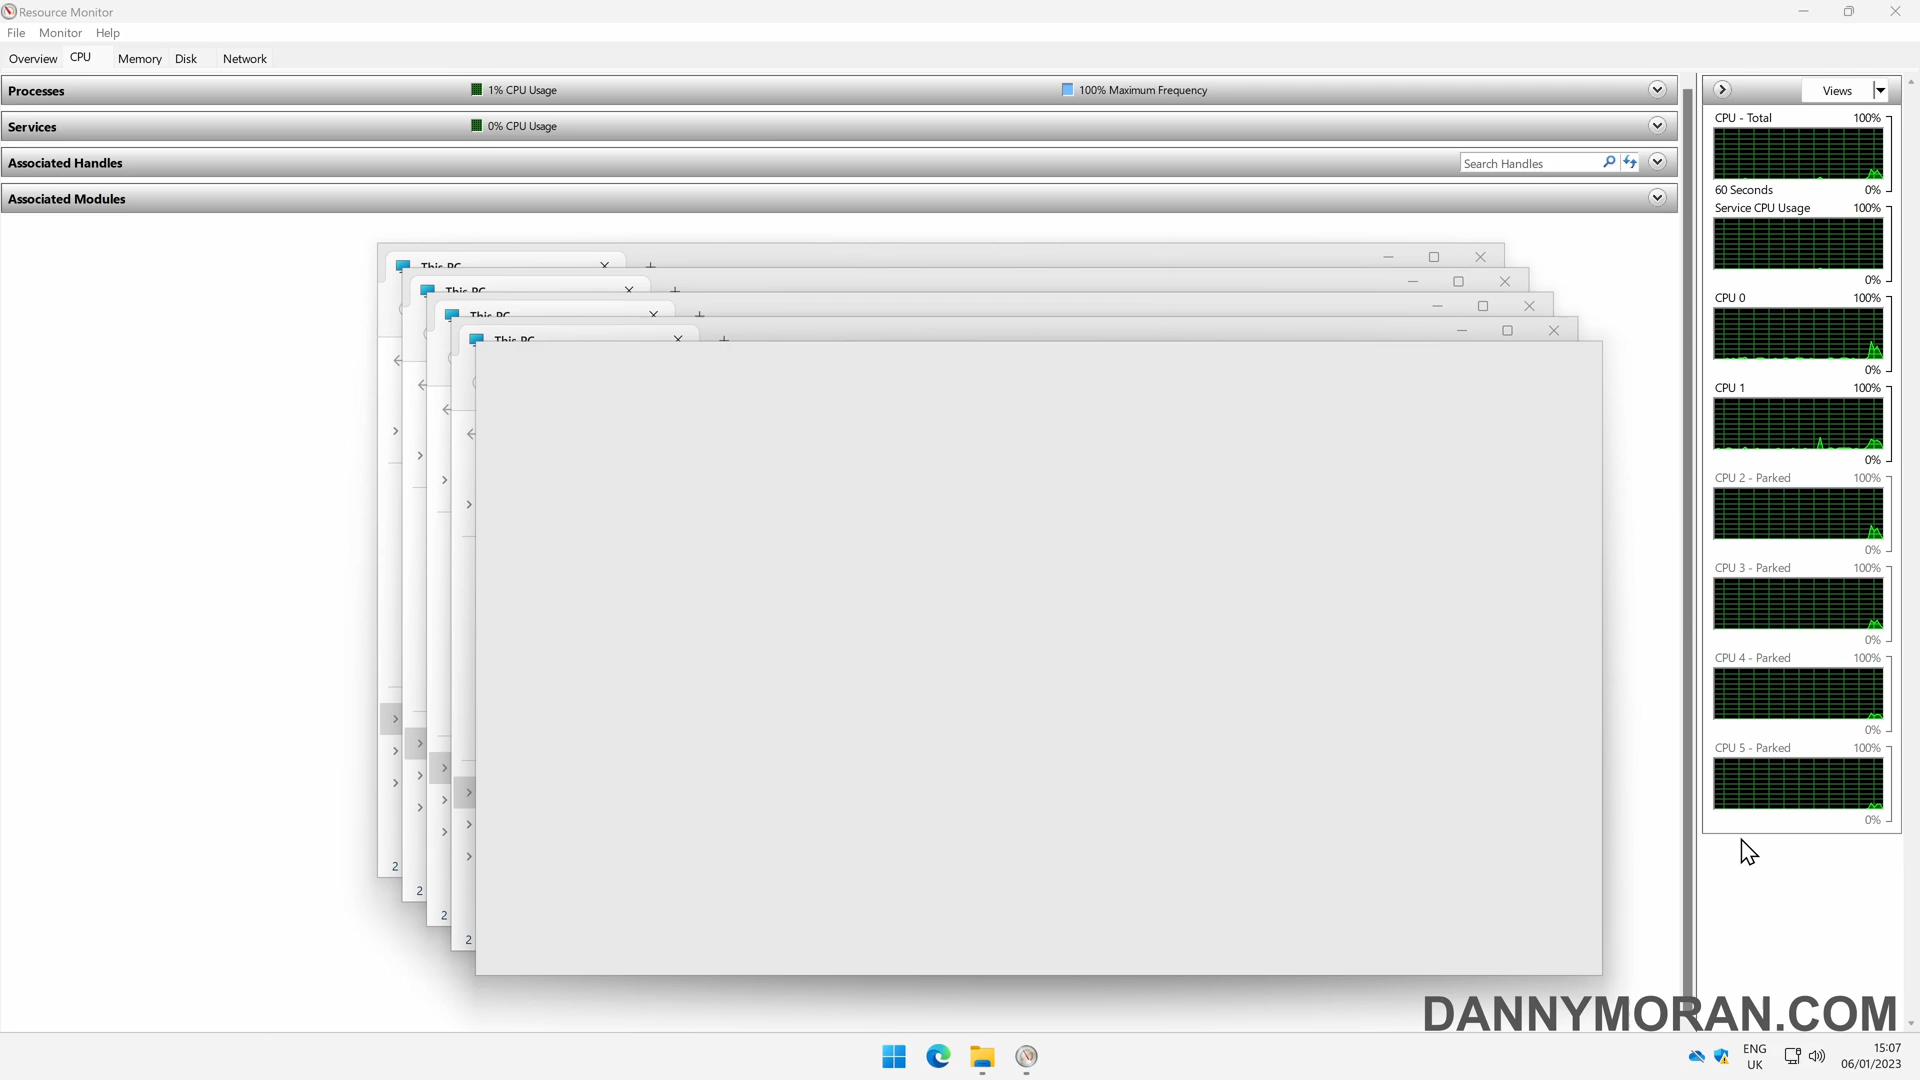 Resource Monitor
File Monitor Help
Overview CPU Memory Disk Network
Processes 1% CPU Usage 100% Maximum Frequency
Services 0% CPU Usage
Associated Handles Search Handles
Associated Modules
Views
CPU - Total 100%
60 Seconds 0%
Service CPU Usage 100%
0%
CPU 0 100%
0%
CPU 1 100%
0%
CPU 2 - Parked 100%
0%
CPU 3 - Parked 100%
0%
CPU 4 - Parked 100%
0%
CPU 5 - Parked 100%
0%
This PC
This PC
This PC
This PC
2
2
2
2
DANNYMORAN.COM
ENG
UK
15:07
06/01/2023